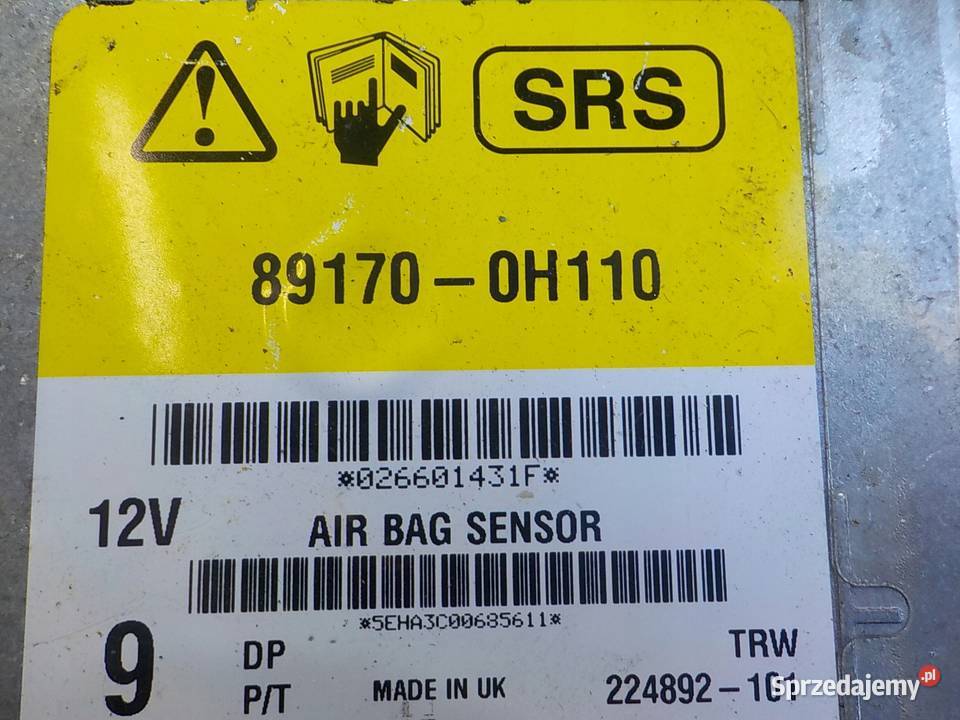 SRS
89170-0H110
*026601431F*
12V
AIR BAG SENSOR
*5EHA3C00685611*
9 DP TRW
P/T MADE IN UK 224892-101
Sprzedajemy.pl